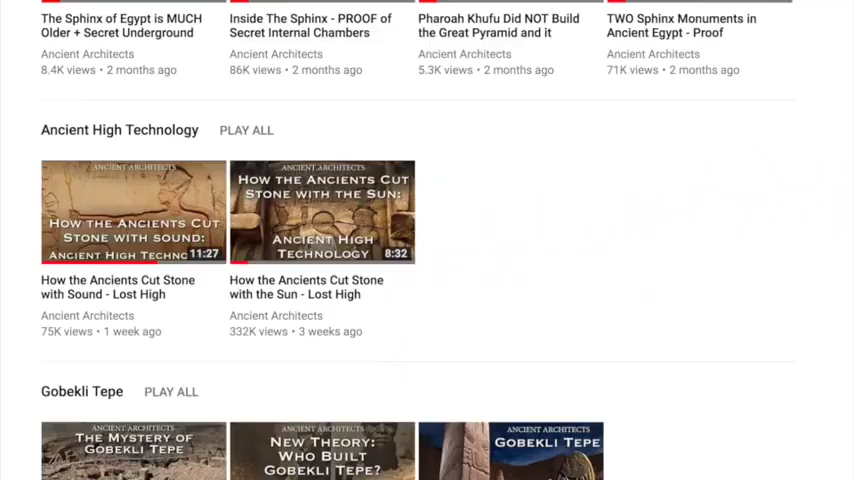 The Sphinx of Egypt is MUCH
Older + Secret Underground
Ancient Architects
8.4K views • 2 months ago
Inside The Sphinx - PROOF of
Secret Internal Chambers
Ancient Architects
86K views • 2 months ago
Pharoah Khufu Did NOT Build
the Great Pyramid and it
Ancient Architects
5.3K views • 2 months ago
TWO Sphinx Monuments in
Ancient Egypt - Proof
Ancient Architects
71K views • 2 months ago
Ancient High Technology PLAY ALL
ANCIENT ARCHITECTS
HOW THE ANCIENTS CUT
STONE WITH SOUND:
ANCIENT HIGH TECHNO
11:27
How the Ancients Cut Stone
with Sound - Lost High
Ancient Architects
75K views • 1 week ago
ANCIENT ARCHITECTS
HOW THE ANCIENTS CUT
STONE WITH THE SUN:
ANCIENT HIGH
TECHNOLOGY
8:32
How the Ancients Cut Stone
with the Sun - Lost High
Ancient Architects
332K views • 3 weeks ago
Gobekli Tepe PLAY ALL
ANCIENT ARCHITECTS
THE MYSTERY OF
GOBEKLI TEPE
ANCIENT ARCHITECTS
NEW THEORY:
WHO BUILT
GOBEKLI TEPE?
ANCIENT ARCHITECTS
GOBEKLI TEPE